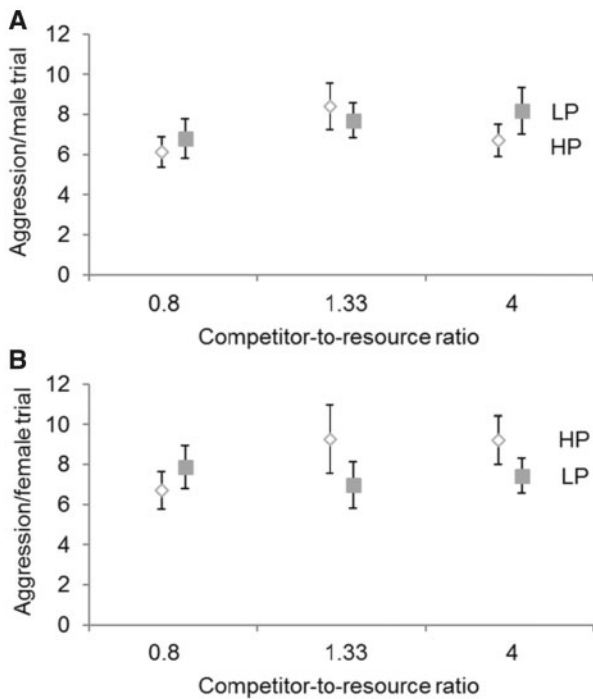 A
Aggression/male trial
12
10
8
6
4
2
0
LP
HP
0.8 1.33 4
Competitor-to-resource ratio
B
Aggression/female trial
12
10
8
6
4
2
0
HP
LP
0.8 1.33 4
Competitor-to-resource ratio